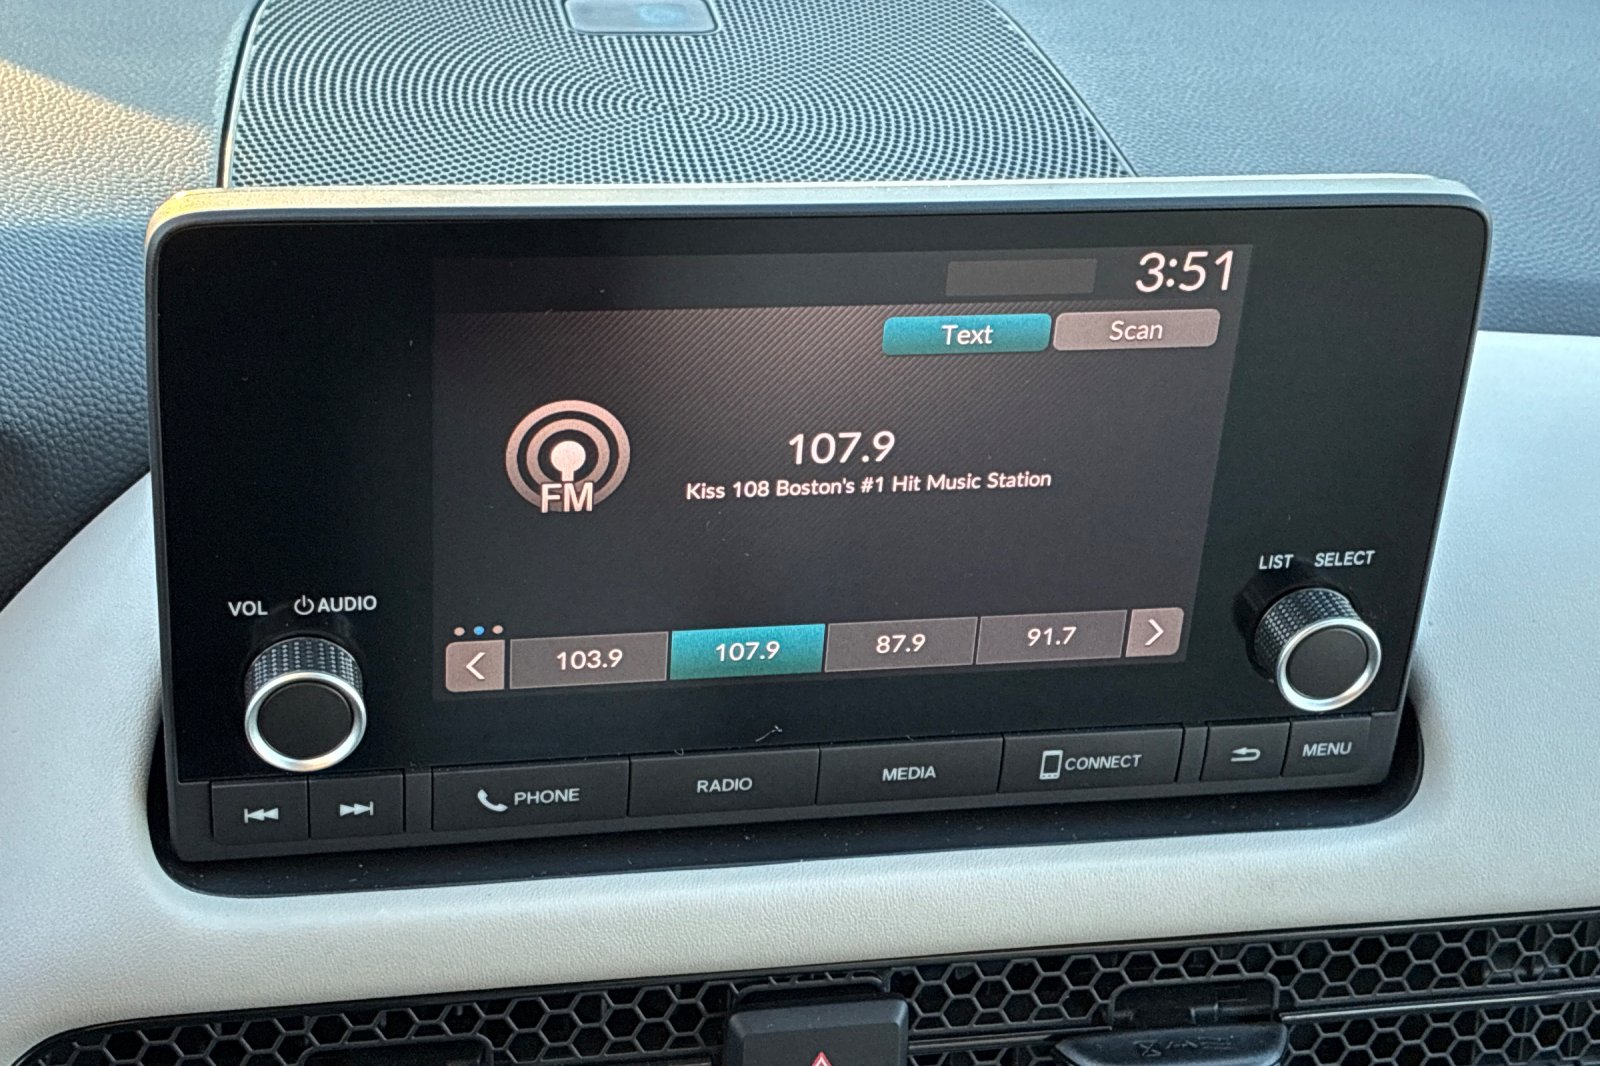 3:51
Text Scan
FM
107.9
Kiss 108 Boston's #1 Hit Music Station
LIST SELECT
VOL AUDIO
103.9 107.9 87.9 91.7
PHONE RADIO MEDIA CONNECT MENU